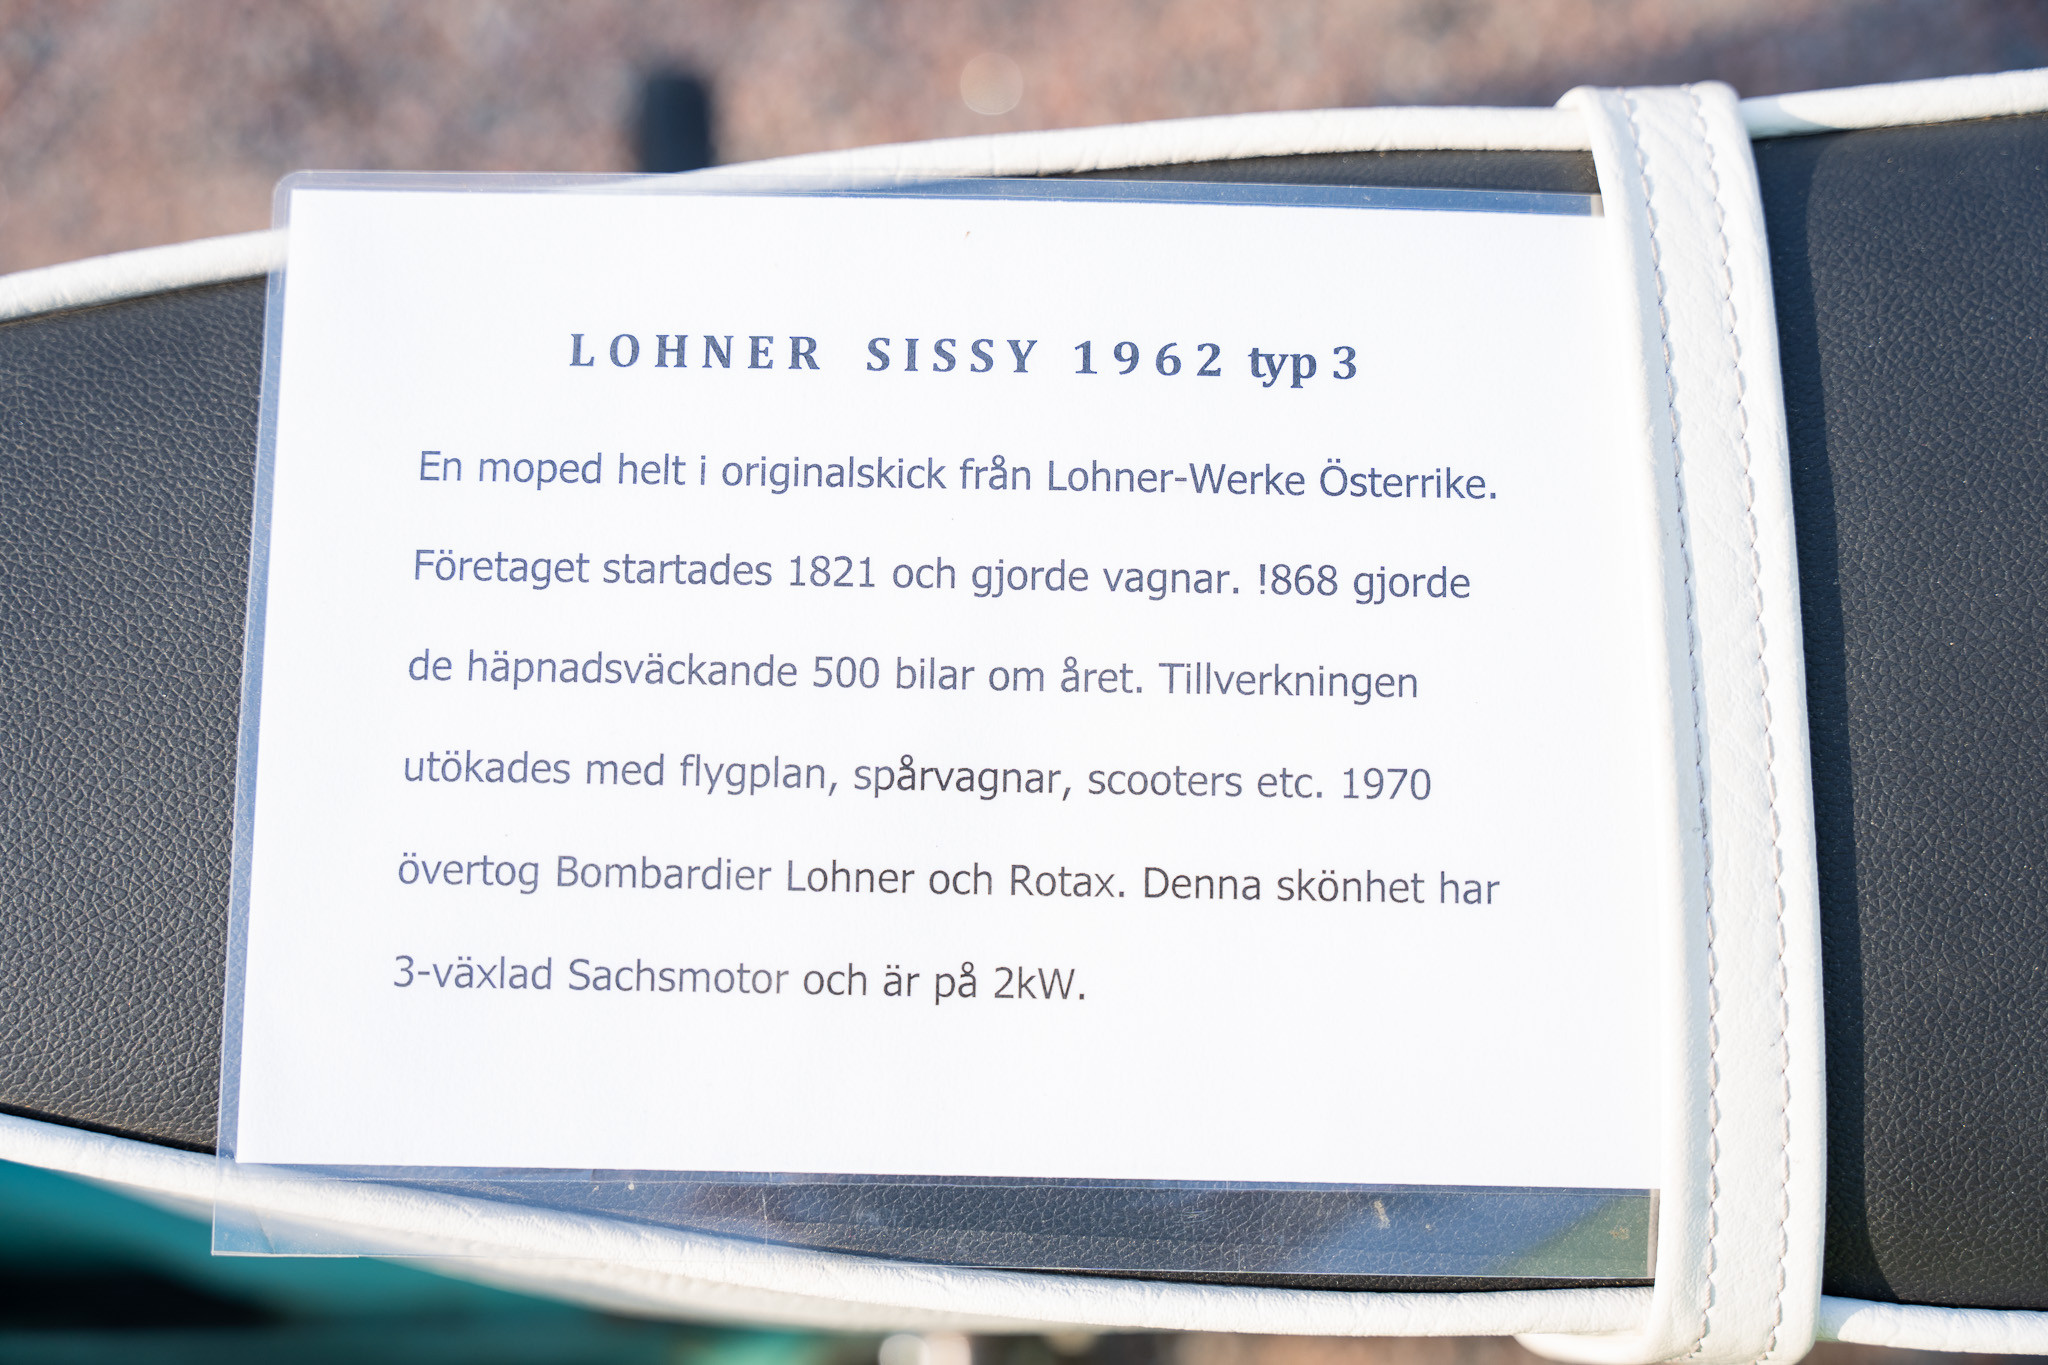 LOHNER SISSY 1962 typ 3
En moped helt i originalskick från Lohner-Werke Österrike.
Företaget startades 1821 och gjorde vagnar. !868 gjorde
de häpnadsväckande 500 bilar om året. Tillverkningen
utökades med flygplan, spårvagnar, scooters etc. 1970
övertog Bombardier Lohner och Rotax. Denna skönhet har
3-växlad Sachsmotor och är på 2kW.